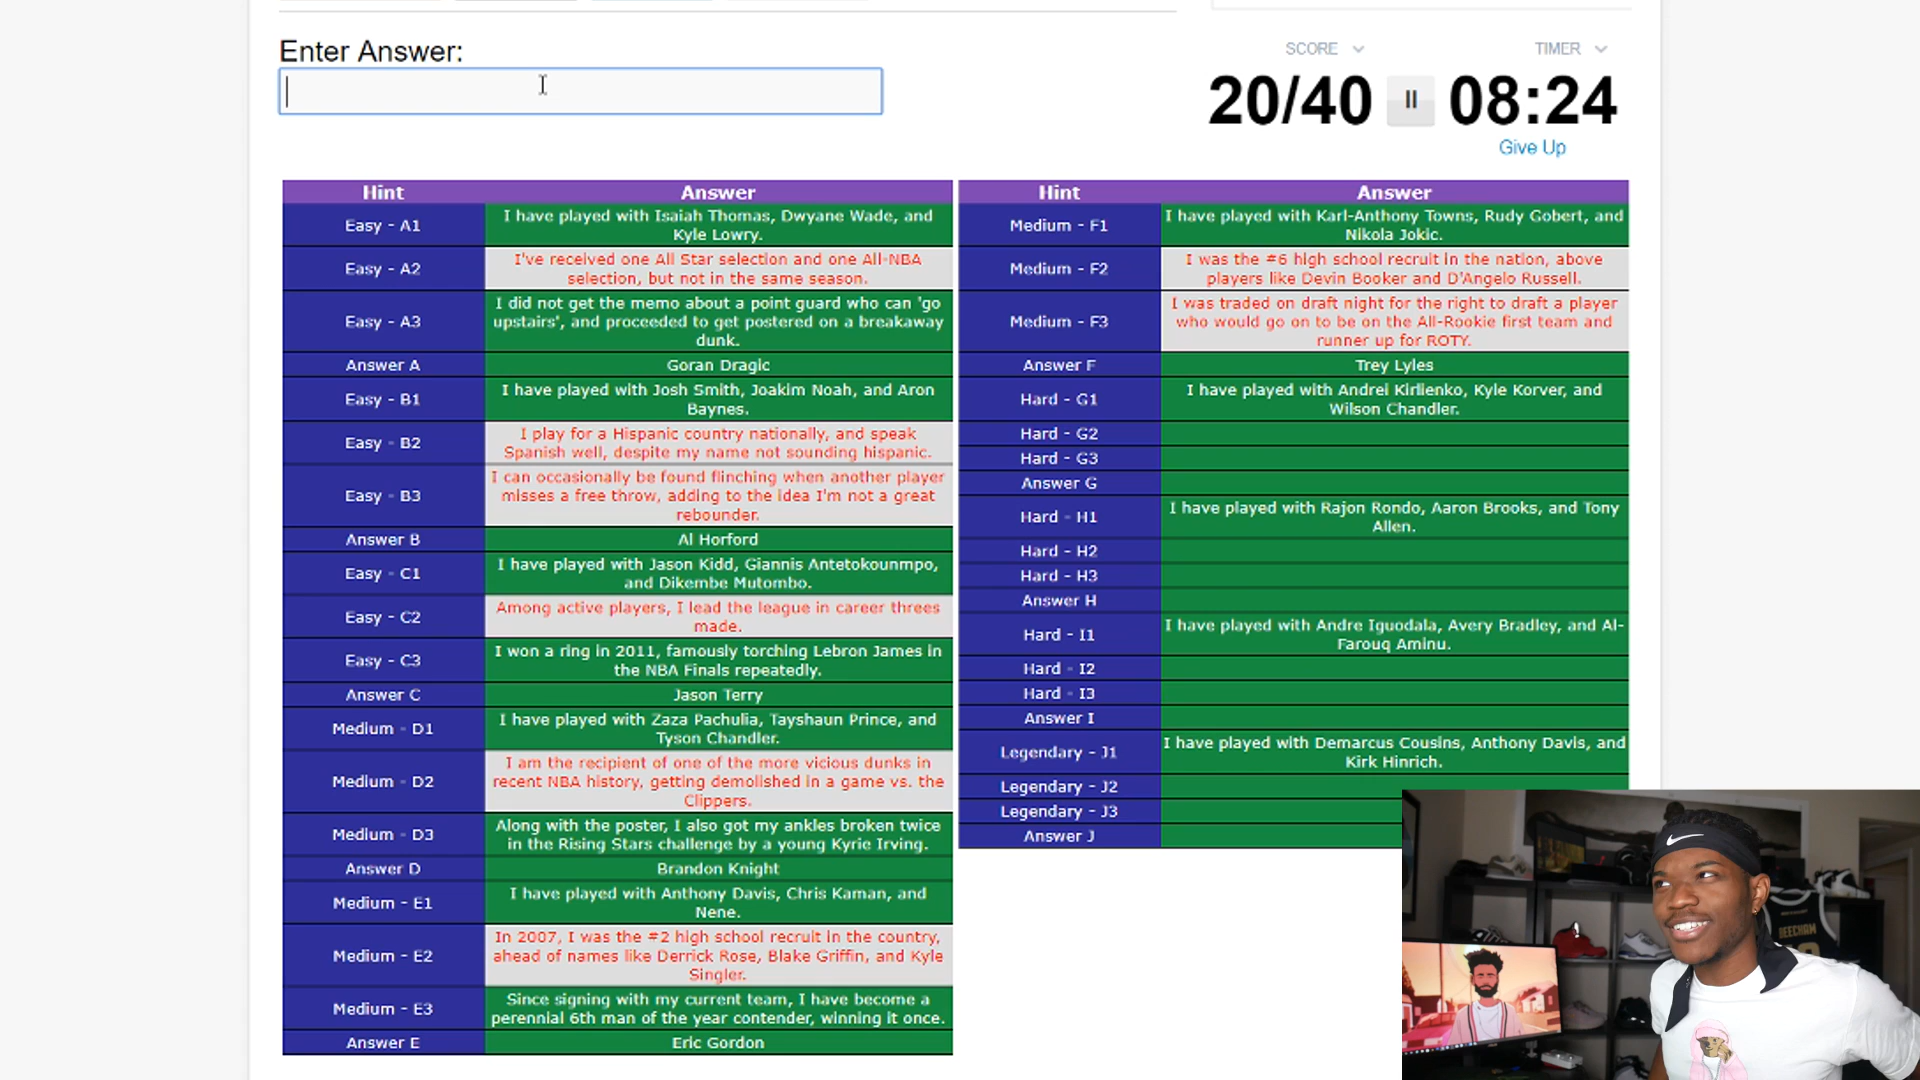 Enter Answer:
SCORE
TIMER
20/40
08:24
Give Up
Hint Answer
Easy - A1
I have played with Isaiah Thomas, Dwyane Wade, and
Kyle Lowry.
Easy - A2
I've received one All Star selection and one All-NBA
selection, but not in the same season.
Easy - A3
I did not get the memo about a point guard who can 'go
upstairs', and proceeded to get postered on a breakaway
dunk.
Answer A
Goran Dragic
Easy - B1
I have played with Josh Smith, Joakim Noah, and Aron
Baynes.
Easy - B2
I play for a Hispanic country nationally, and speak
Spanish well, despite my name not sounding hispanic.
Easy - B3
I can occasionally be found flinching when another player
misses a free throw, adding to the idea I'm not a great
rebounder.
Answer B
Al Horford
Easy - C1
I have played with Jason Kidd, Giannis Antetokounmpo,
and Dikembe Mutombo.
Easy - C2
Among active players, I lead the league in career threes
made.
Easy - C3
I won a ring in 2011, famously torching Lebron James in
the NBA Finals repeatedly.
Answer C
Jason Terry
Medium - D1
I have played with Zaza Pachulia, Tayshaun Prince, and
Tyson Chandler.
Medium - D2
I am the recipient of one of the more vicious dunks in
recent NBA history, getting demolished in a game vs. the
Clippers.
Medium - D3
Along with the poster, I also got my ankles broken twice
in the Rising Stars challenge by a young Kyrie Irving.
Answer D
Brandon Knight
Medium - E1
I have played with Anthony Davis, Chris Kaman, and
Nene.
Medium - E2
In 2007, I was the #2 high school recruit in the country,
ahead of names like Derrick Rose, Blake Griffin, and Kyle
Singler.
Medium - E3
Since signing with my current team, I have become a
perennial 6th man of the year contender, winning it once.
Answer E
Eric Gordon
Hint Answer
Medium - F1
I have played with Karl-Anthony Towns, Rudy Gobert, and
Nikola Jokic.
Medium - F2
I was the #6 high school recruit in the nation, above
players like Devin Booker and D'Angelo Russell.
Medium - F3
I was traded on draft night for the right to draft a player
who would go on to be on the All-Rookie first team and
runner up for ROTY.
Answer F
Trey Lyles
Hard - G1
I have played with Andrei Kirilenko, Kyle Korver, and
Wilson Chandler.
Hard - G2
Hard - G3
Answer G
Hard - H1
I have played with Rajon Rondo, Aaron Brooks, and Tony
Allen.
Hard - H2
Hard - H3
Answer H
Hard - I1
I have played with Andre Iguodala, Avery Bradley, and Al-
Farouq Aminu.
Hard - I2
Hard - I3
Answer I
Legendary - J1
I have played with Demarcus Cousins, Anthony Davis, and
Kirk Hinrich.
Legendary - J2
Legendary - J3
Answer J
BEECHAM